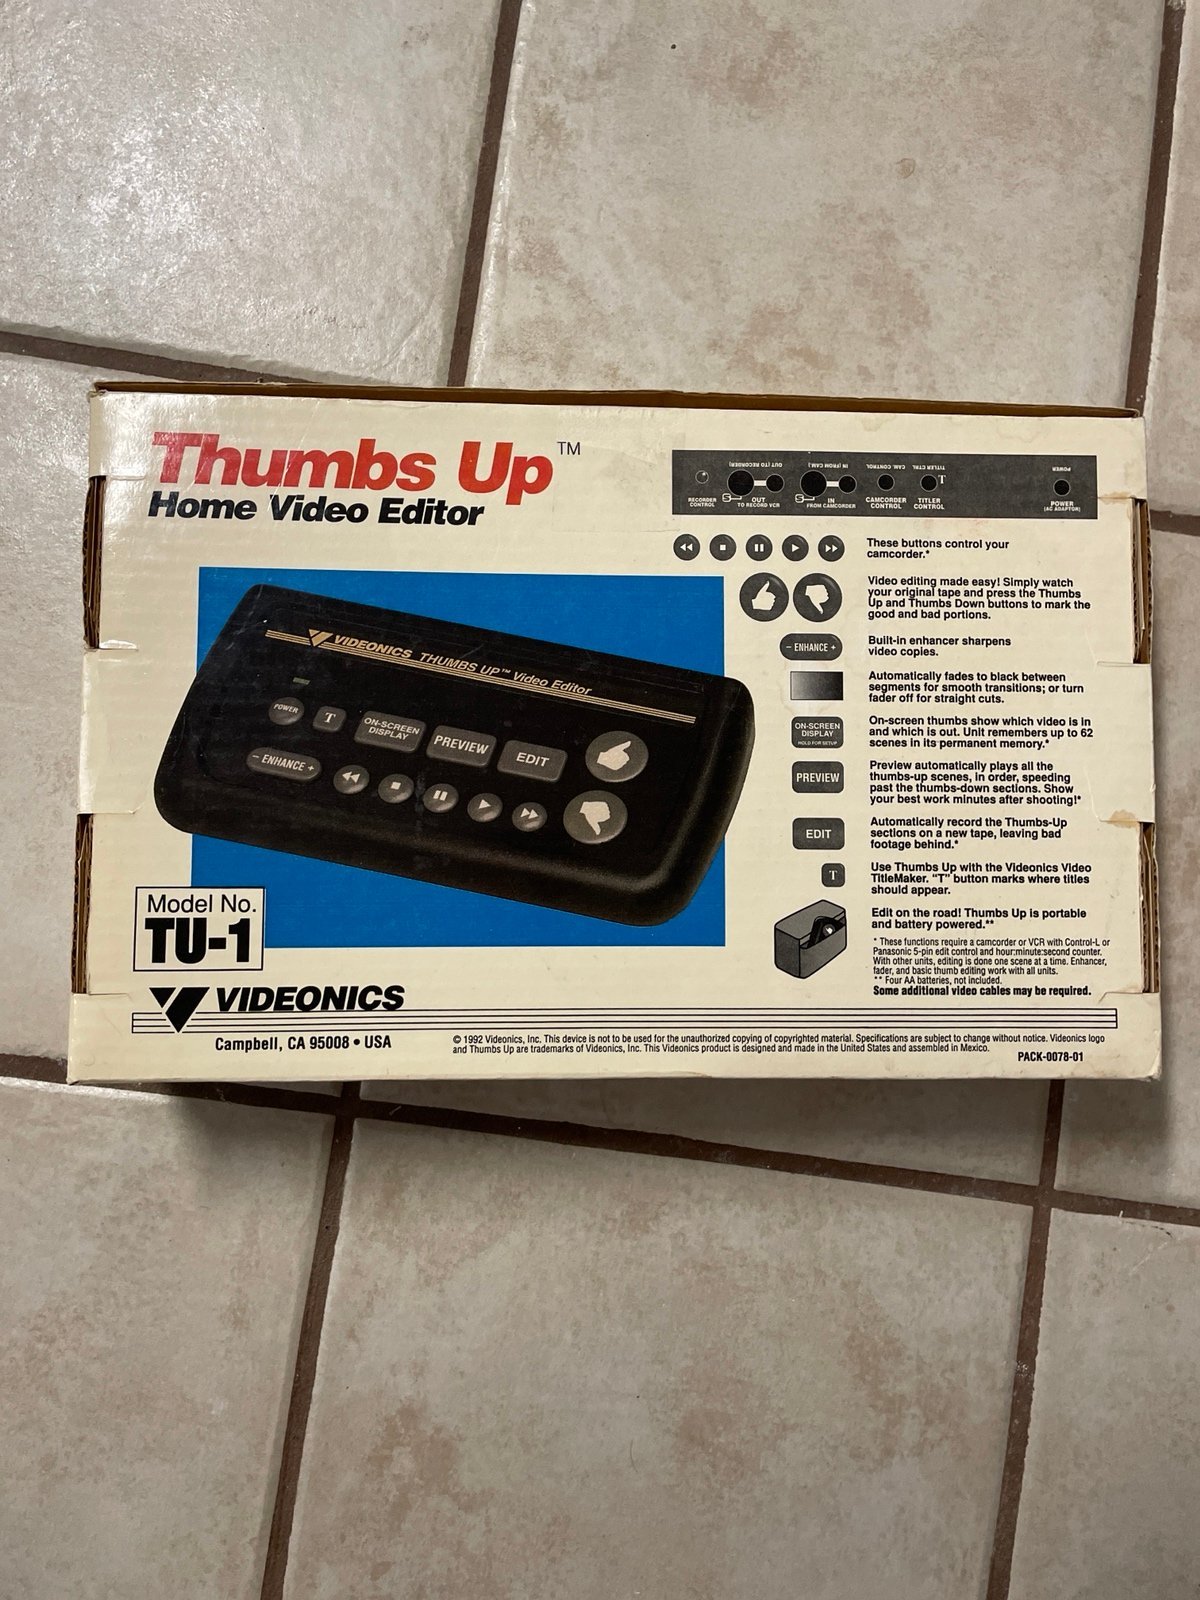 Thumbs Up™
Home Video Editor
RECORDER CONTROL
OUT (TO RECORDER)
OUT
TO RECORD VCR
IN (FROM CAM.)
IN
FROM CAMCORDER
CAM. CONTROL
CAMCORDER CONTROL
TITLER CTRL
T
TITLER CONTROL
POWER
POWER
(AC ADAPTOR)
These buttons control your
camcorder.*
Video editing made easy! Simply watch
your original tape and press the Thumbs
Up and Thumbs Down buttons to mark the
good and bad portions.
– ENHANCE +
Built-in enhancer sharpens
video copies.
Automatically fades to black between
segments for smooth transitions; or turn
fader off for straight cuts.
ON-SCREEN
DISPLAY
HOLD FOR SETUP
On-screen thumbs show which video is in
and which is out. Unit remembers up to 62
scenes in its permanent memory.*
PREVIEW
Preview automatically plays all the
thumbs-up scenes, in order, speeding
past the thumbs-down sections. Show
your best work minutes after shooting!*
EDIT
Automatically record the Thumbs-Up
sections on a new tape, leaving bad
footage behind.*
T
Use Thumbs Up with the Videonics Video
TitleMaker. “T” button marks where titles
should appear.
Edit on the road! Thumbs Up is portable
and battery powered.**
* These functions require a camcorder or VCR with Control-L or
Panasonic 5-pin edit control and hour:minute:second counter.
With other units, editing is done one scene at a time. Enhancer,
fader, and basic thumb editing work with all units.
** Four AA batteries, not included.
Some additional video cables may be required.
VIDEONICS THUMBS UP™ Video Editor
POWER
T
ON-SCREEN
DISPLAY
PREVIEW
EDIT
– ENHANCE +
Model No.
TU-1
VIDEONICS
Campbell, CA 95008 • USA
© 1992 Videonics, Inc. This device is not to be used for the unauthorized copying of copyrighted material. Specifications are subject to change without notice. Videonics logo
and Thumbs Up are trademarks of Videonics, Inc. This Videonics product is designed and made in the United States and assembled in Mexico.
PACK-0078-01